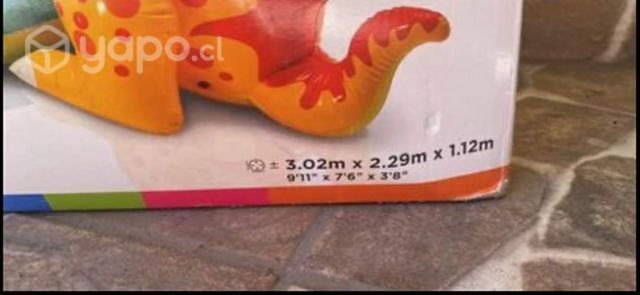 yapo.cl
± 3.02m x 2.29m x 1.12m
9'11" x 7'6" x 3'8"